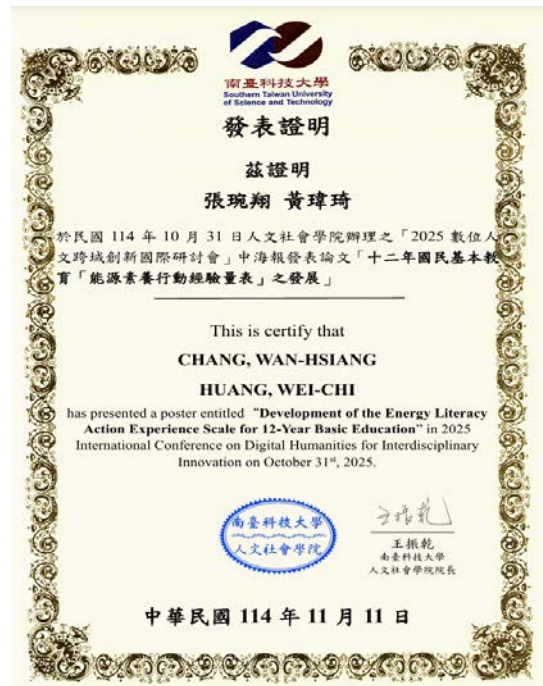 南臺科技大學
Southern Taiwan University
of Science and Technology
發表證明
茲證明
張琬翔 黃瑋琦
於民國 114 年 10 月 31 日人文社會學院辦理之「2025 數位人
文跨域創新國際研討會」中海報發表論文「十二年國民基本教
育「能源素養行動經驗量表」之發展」
This is certify that
CHANG, WAN-HSIANG
HUANG, WEI-CHI
has presented a poster entitled “Development of the Energy Literacy
Action Experience Scale for 12-Year Basic Education” in 2025
International Conference on Digital Humanities for Interdisciplinary
Innovation on October 31st, 2025.
南臺科技大學
人文社會學院
王振乾
王振乾
南臺科技大學
人文社會學院院長
中華民國 114 年 11 月 11 日